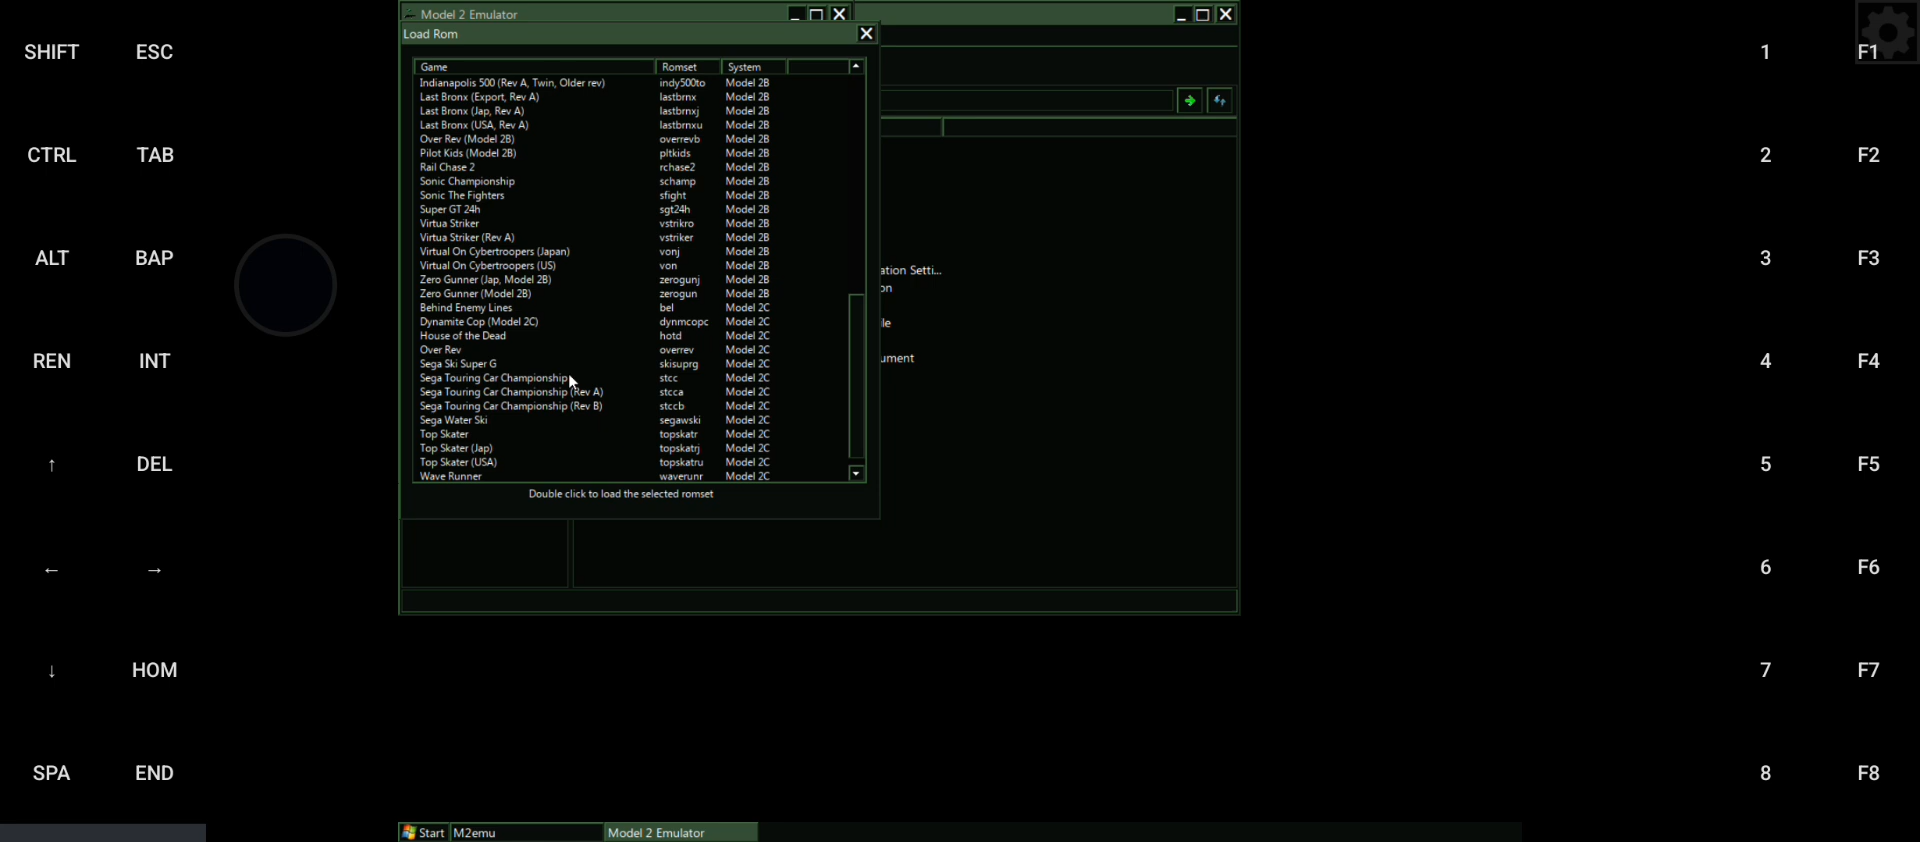 SHIFT ESC
CTRL TAB
ALT BAP
REN INT
↑ DEL
← →
↓ HOM
SPA END
Model 2 Emulator
Load Rom
Game Romset System
Indianapolis 500 (Rev A, Twin, Older rev) indy500to Model 2B
Last Bronx (Export, Rev A) lastbrnx Model 2B
Last Bronx (Jap, Rev A) lastbrnxj Model 2B
Last Bronx (USA, Rev A) lastbrnxu Model 2B
Over Rev (Model 2B) overrevb Model 2B
Pilot Kids (Model 2B) pltkids Model 2B
Rail Chase 2 rchase2 Model 2B
Sonic Championship schamp Model 2B
Sonic The Fighters sfight Model 2B
Super GT 24h sgt24h Model 2B
Virtua Striker vstrikro Model 2B
Virtua Striker (Rev A) vstriker Model 2B
Virtual On Cybertroopers (Japan) vonj Model 2B
Virtual On Cybertroopers (US) von Model 2B
Zero Gunner (Jap, Model 2B) zerogunj Model 2B
Zero Gunner (Model 2B) zerogun Model 2B
Behind Enemy Lines bel Model 2C
Dynamite Cop (Model 2C) dynmcopc Model 2C
House of the Dead hotd Model 2C
Over Rev overrev Model 2C
Sega Ski Super G skisuprg Model 2C
Sega Touring Car Championship stcc Model 2C
Sega Touring Car Championship (Rev A) stcca Model 2C
Sega Touring Car Championship (Rev B) stccb Model 2C
Sega Water Ski segawski Model 2C
Top Skater topskatr Model 2C
Top Skater (Jap) topskatrj Model 2C
Top Skater (USA) topskatru Model 2C
Wave Runner waverunr Model 2C
Double click to load the selected romset
ation Setti...
on
ile
ument
Start M2emu Model 2 Emulator
1 F1
2 F2
3 F3
4 F4
5 F5
6 F6
7 F7
8 F8